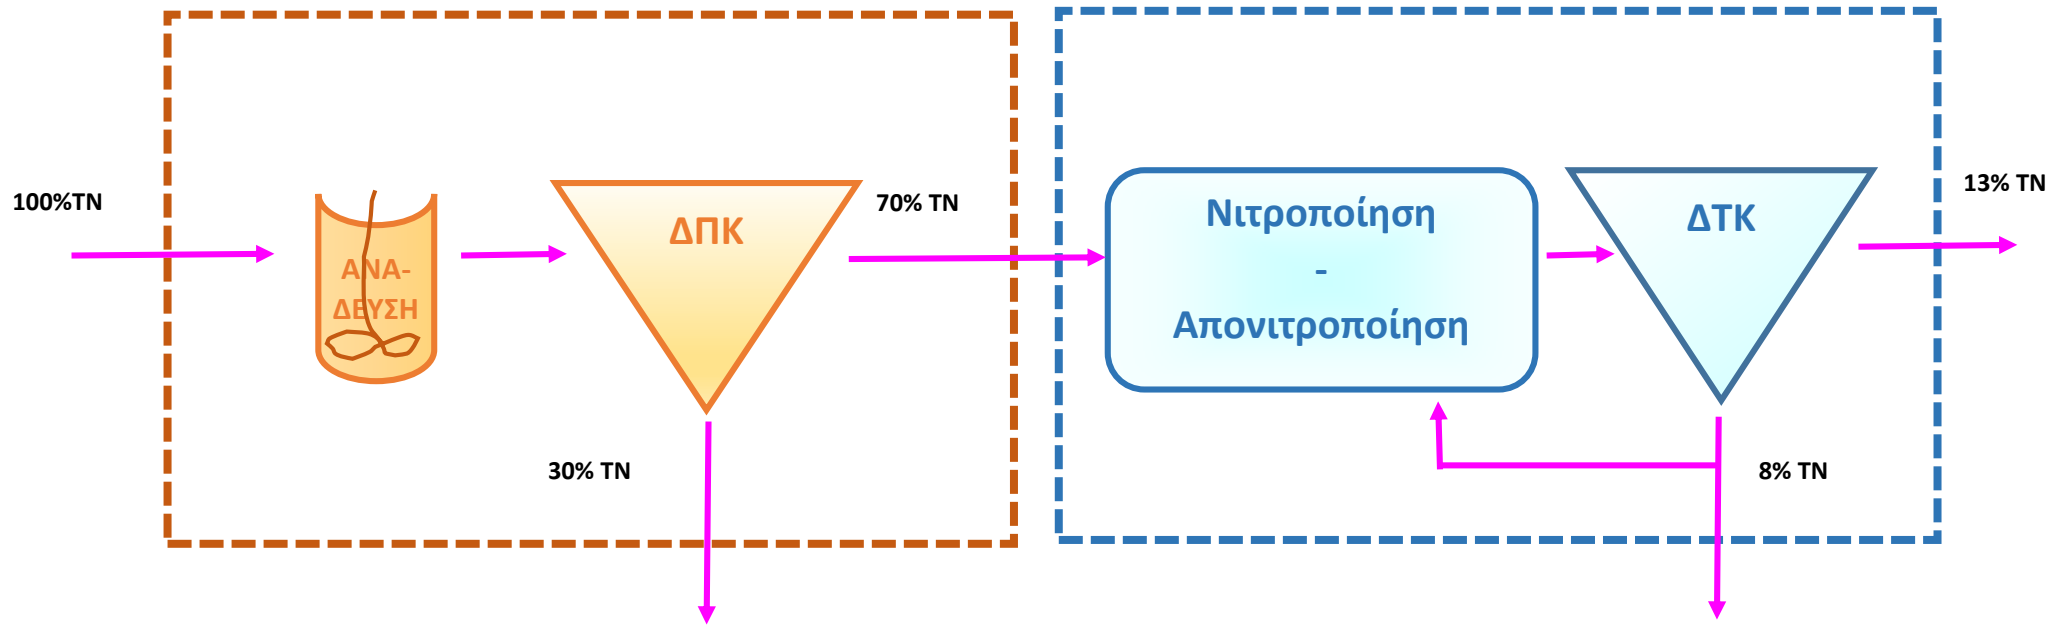 100%TN
ΑΝΑ-
ΔΕΥΣΗ
ΔΠΚ
30% TN
70% TN
Νιτροποίηση
-
Απονιτροποίηση
ΔΤΚ
8% TN
13% TN